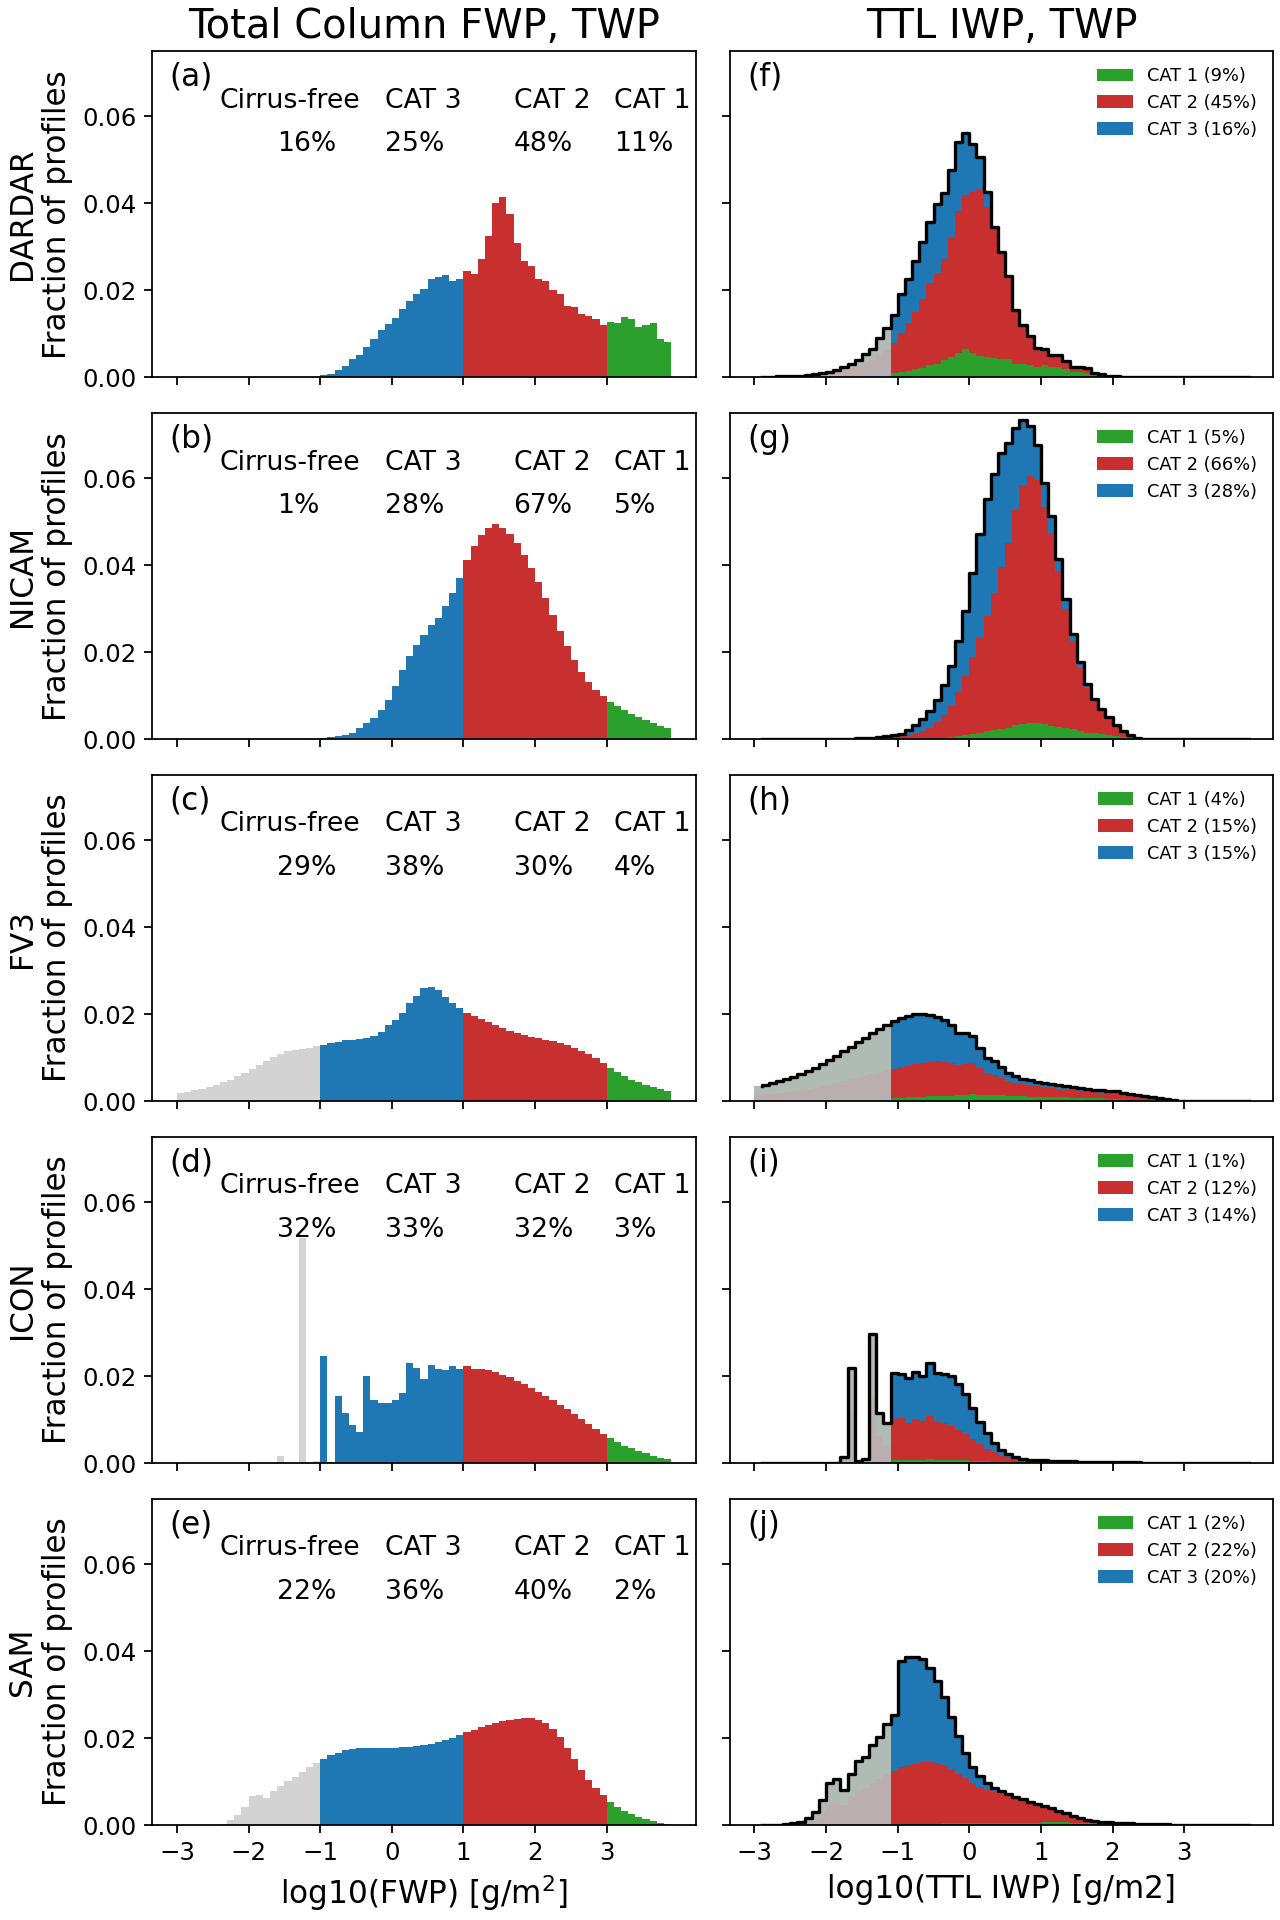 Total Column FWP, TWP
TTL IWP, TWP
DARDAR
Fraction of profiles
0.06
0.04
0.02
0.00
(a)
Cirrus-free CAT 3 CAT 2 CAT 1
16% 25% 48% 11%
(f)
CAT 1 (9%)
CAT 2 (45%)
CAT 3 (16%)
NICAM
Fraction of profiles
0.06
0.04
0.02
0.00
(b)
Cirrus-free CAT 3 CAT 2 CAT 1
1% 28% 67% 5%
(g)
CAT 1 (5%)
CAT 2 (66%)
CAT 3 (28%)
FV3
Fraction of profiles
0.06
0.04
0.02
0.00
(c)
Cirrus-free CAT 3 CAT 2 CAT 1
29% 38% 30% 4%
(h)
CAT 1 (4%)
CAT 2 (15%)
CAT 3 (15%)
ICON
Fraction of profiles
0.06
0.04
0.02
0.00
(d)
Cirrus-free CAT 3 CAT 2 CAT 1
32% 33% 32% 3%
(i)
CAT 1 (1%)
CAT 2 (12%)
CAT 3 (14%)
SAM
Fraction of profiles
0.06
0.04
0.02
0.00
(e)
Cirrus-free CAT 3 CAT 2 CAT 1
22% 36% 40% 2%
(j)
CAT 1 (2%)
CAT 2 (22%)
CAT 3 (20%)
−3 −2 −1 0 1 2 3
log10(FWP) [g/m²]
−3 −2 −1 0 1 2 3
log10(TTL IWP) [g/m2]